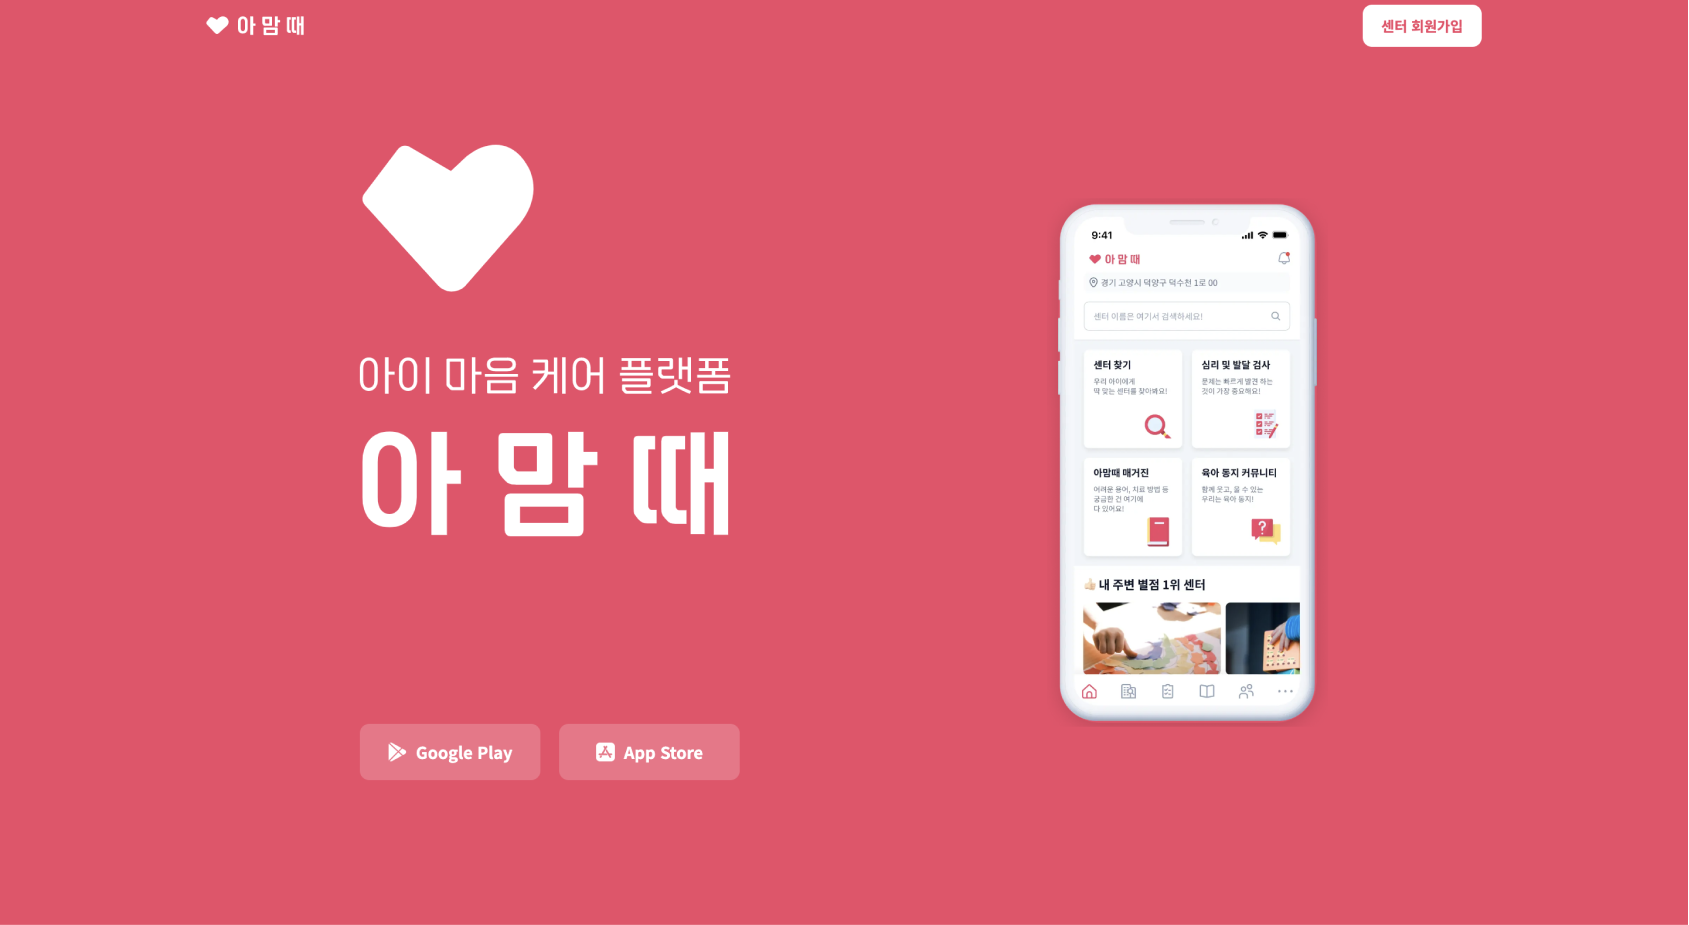 아맘때
센터 회원가입
아이 마음 케어 플랫폼
아맘때
Google Play
App Store
9:41
아맘때
경기 고양시 덕양구 덕수천 1로 00
센터 이름은 여기서 검색하세요!
센터 찾기
우리 아이에게
딱 맞는 센터를 찾아봐요!
심리 및 발달 검사
문제는 빠르게 발견 하는
것이 가장 중요해요!
아맘때 매거진
어려운 용어, 치료 방법 등
궁금한 건 여기에
다 있어요!
육아 동지 커뮤니티
함께 웃고, 울 수 있는
우리는 육아 동지!
내 주변 별점 1위 센터